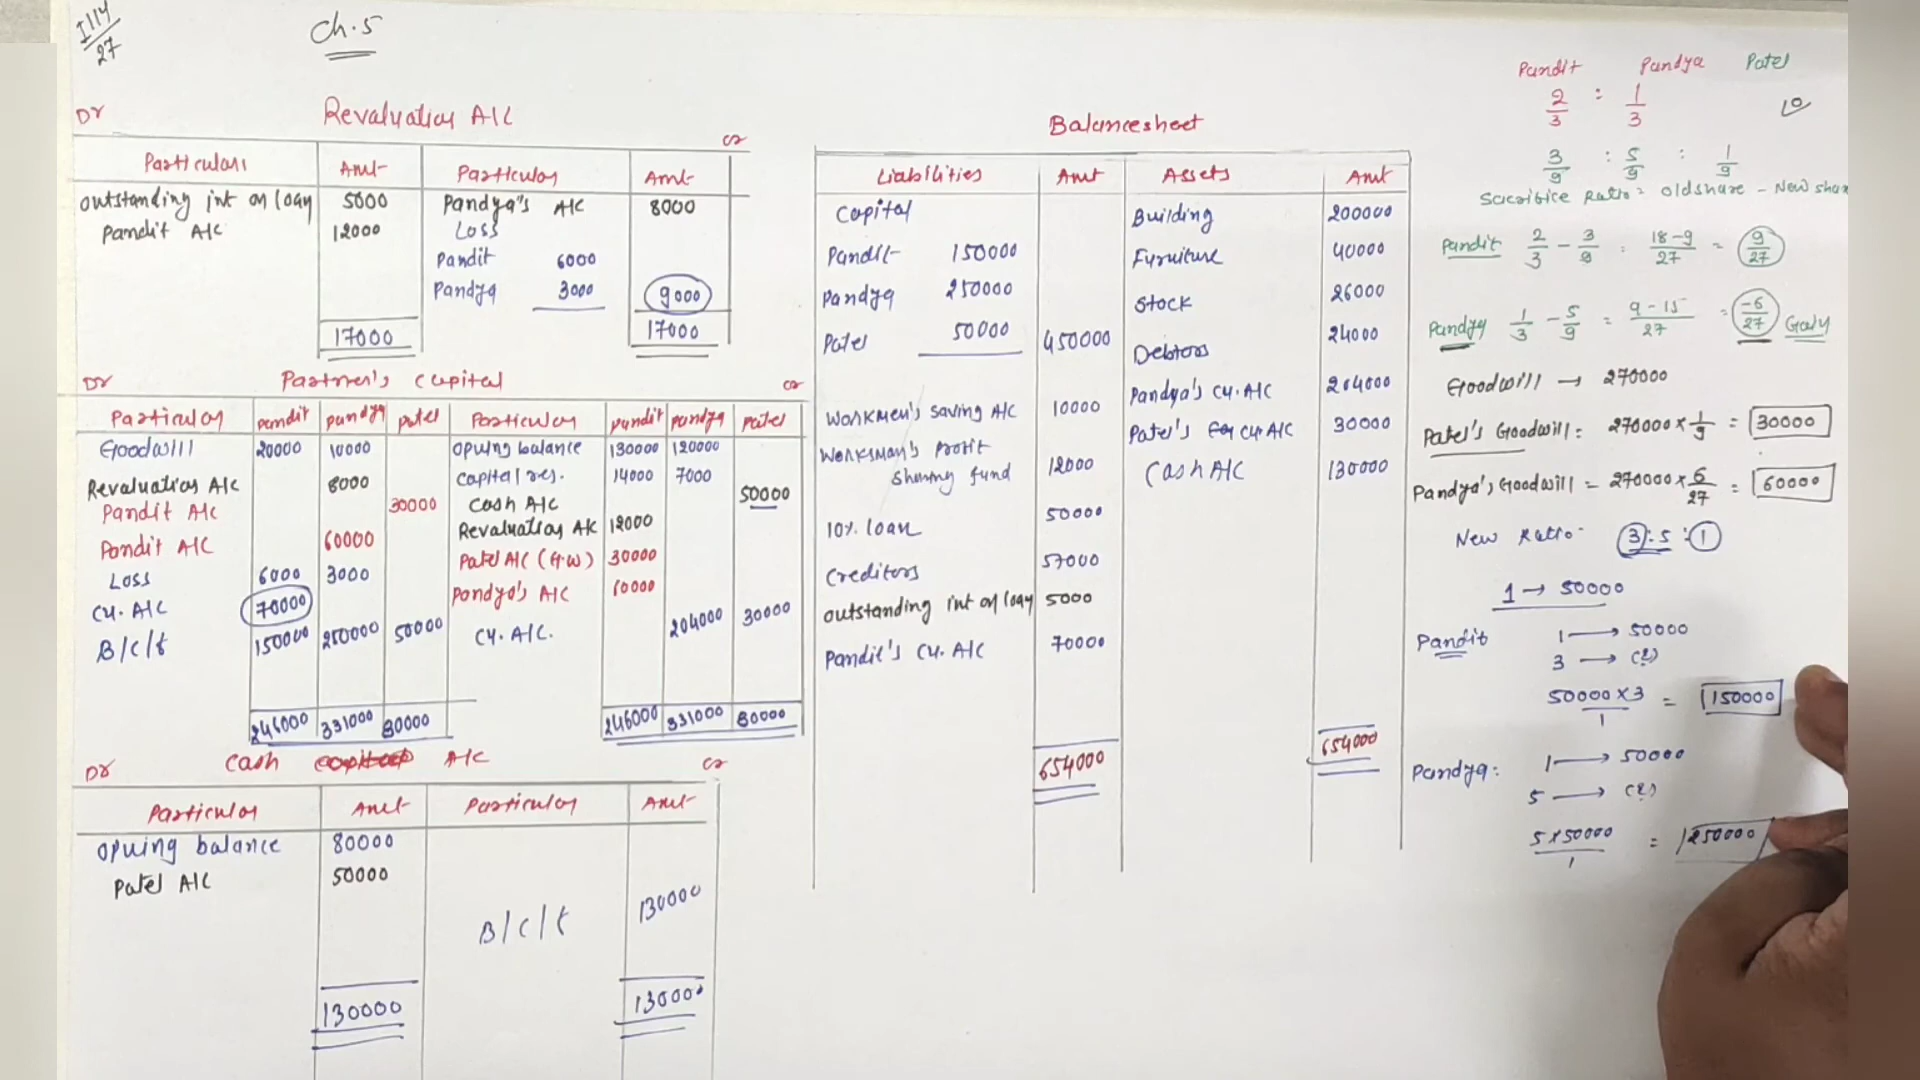 I114/27
Ch.5
Dr Revaluation A/C Cr
Particulars Amt Particulars Amt
outstanding int on loan 5000 Pandya's A/C 8000
Pandit A/C 12000 Loss
Pandit 6000
Pandya 3000 9000
17000 17000
Dr Partner's capital Cr
Particulars pandit pandya patel Particulars pandit pandya patel
Goodwill 20000 10000 opning balance 130000 120000
Revaluation A/C 8000 capital res. 14000 7000
Pandit A/C 30000 Cash A/C 50000
Pandit A/C 60000 Revaluation A/C 12000
Loss 6000 3000 Patel A/C (G.W) 30000
Cu. A/C 70000 Pandya's A/C 60000
B/C/f 150000 250000 50000 Cu. A/C. 204000 30000
246000 331000 80000 246000 331000 80000
Dr Cash A/C Cr
Particulars Amt Particulars Amt
opning balance 80000
Patel A/C 50000
B/C/f 130000
130000 130000
Balancesheet
Liabilities Amt Assets Amt
Capital Building 200000
Pandit 150000 Furniture 40000
Pandya 250000 Stock 26000
Patel 50000 450000 Debtors 24000
Workmen's saving A/C 10000 Pandya's Cu. A/C 204000
Worksman's profit sharing fund 12000 Patel's Cu. A/C 30000
10% loan 50000 Cash A/C 130000
Creditors 57000
outstanding int on loan 5000
Pandit's Cu. A/C 70000
654000 654000
Pandit Pandya Patel
2/3 : 1/3
3/9 : 5/9 : 1/9
Sacrifice Ratio = oldshare - New
Pandit 2/3 - 3/9 = 18-9/27 = 9/27
Pandya 1/3 - 5/9 = 9-15/27 = -6/27 Gain
Goodwill → 270000
Patel's Goodwill = 270000 × 1/9 = 30000
Pandya's Goodwill = 270000 × 6/27 = 60000
New Ratio - 3:5:1
1 → 50000
Pandit 1 → 50000
3 → (?)
50000×3/1 = 150000
Pandya: 1 → 50000
5 → (?)
5×50000/1 = 250000